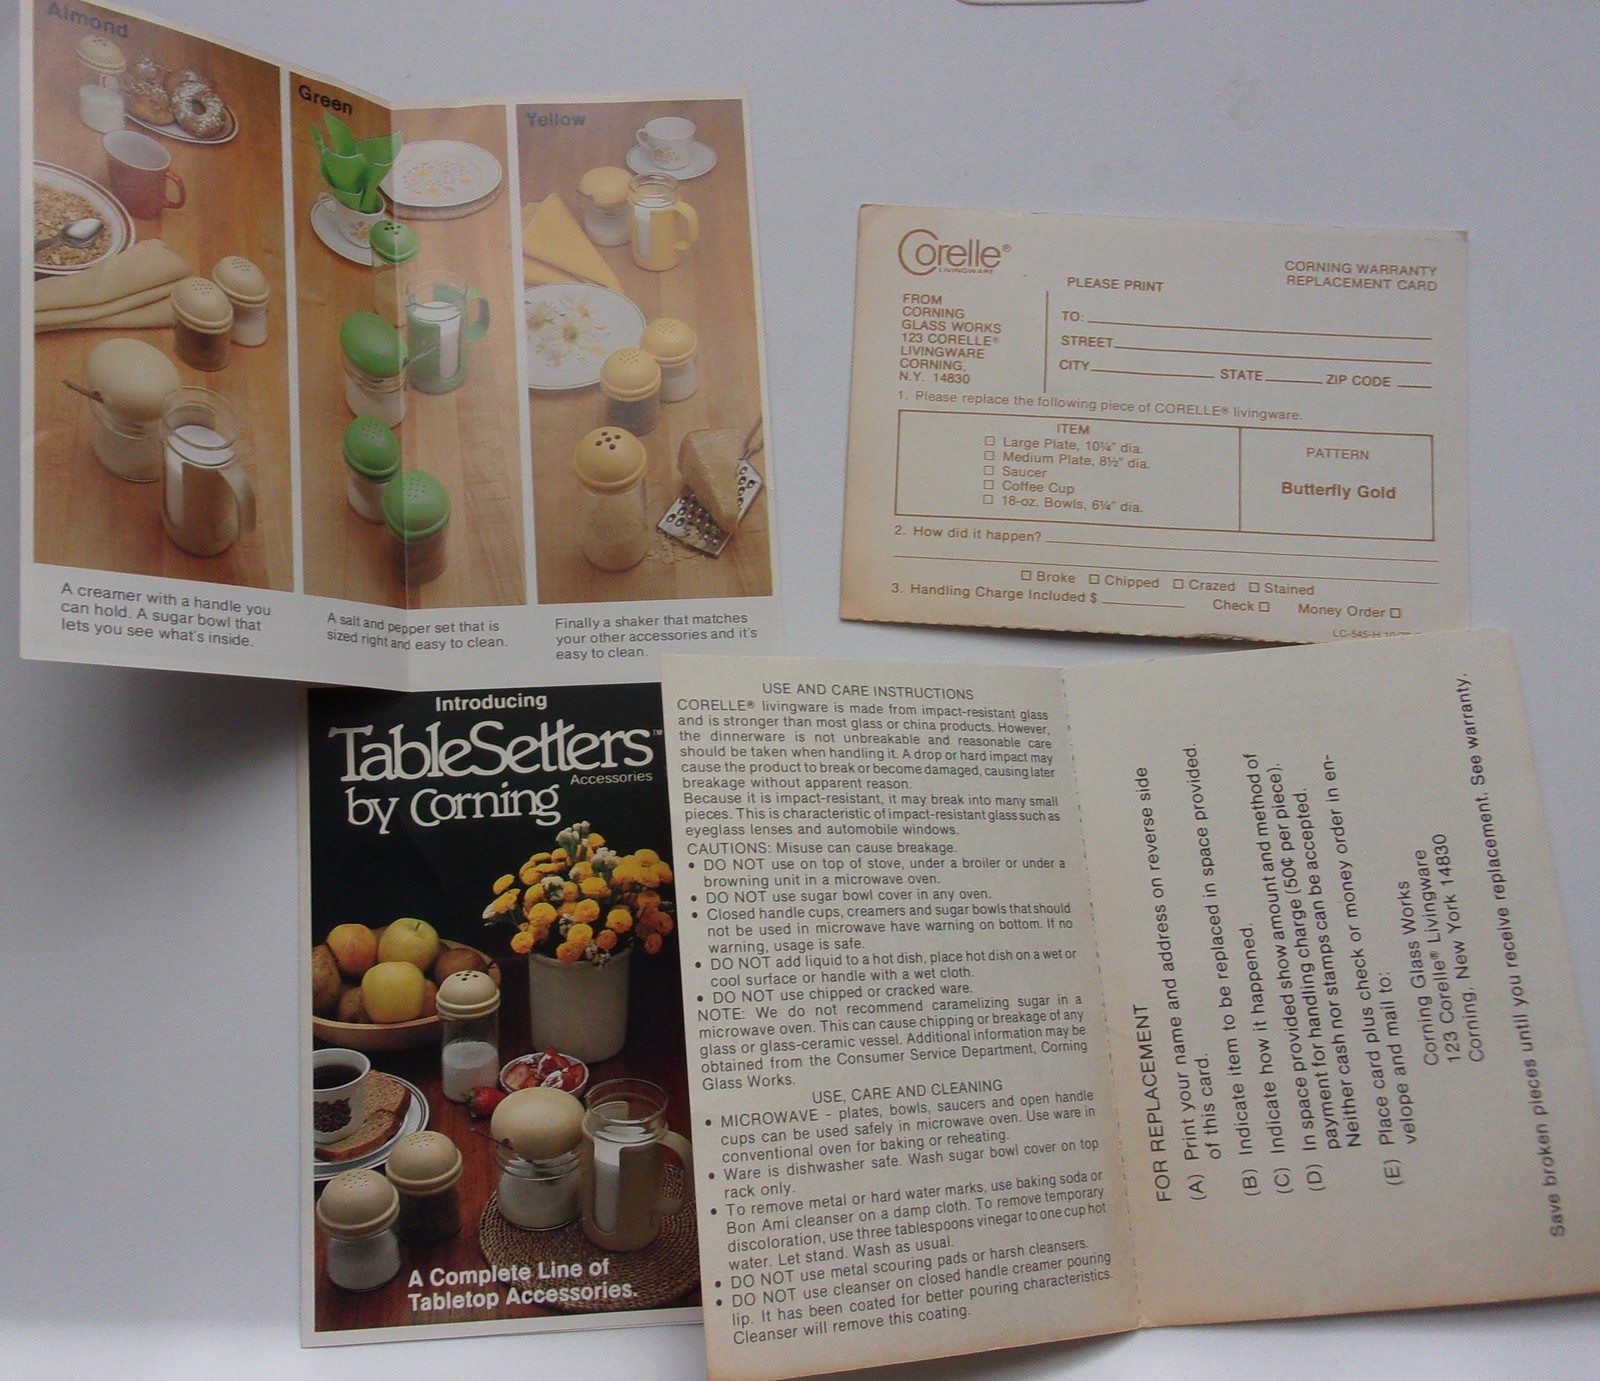 Almond
Green
Yellow
A creamer with a handle you
can hold. A sugar bowl that
lets you see what's inside.
A salt and pepper set that is
sized right and easy to clean.
Finally a shaker that matches
your other accessories and it's
easy to clean.
Corelle®
LIVINGWARE
FROM
CORNING
GLASS WORKS
123 CORELLE®
LIVINGWARE
CORNING,
N.Y. 14830
PLEASE PRINT
CORNING WARRANTY
REPLACEMENT CARD
TO:
STREET
CITY STATE ZIP CODE
1. Please replace the following piece of CORELLE® livingware.
ITEM
☐ Large Plate, 10¼" dia.
☐ Medium Plate, 8½" dia.
☐ Saucer
☐ Coffee Cup
☐ 18-oz. Bowls, 6¼" dia.
PATTERN
Butterfly Gold
2. How did it happen?
☐ Broke ☐ Chipped ☐ Crazed ☐ Stained
3. Handling Charge Included $ Check ☐ Money Order ☐
LC-545-H
Introducing
TableSetters™
Accessories
by Corning
A Complete Line of
Tabletop Accessories.
USE AND CARE INSTRUCTIONS
CORELLE® livingware is made from impact-resistant glass
and is stronger than most glass or china products. However,
the dinnerware is not unbreakable and reasonable care
should be taken when handling it. A drop or hard impact may
cause the product to break or become damaged, causing later
breakage without apparent reason.
Because it is impact-resistant, it may break into many small
pieces. This is characteristic of impact-resistant glass such as
eyeglass lenses and automobile windows.
CAUTIONS: Misuse can cause breakage.
• DO NOT use on top of stove, under a broiler or under a
browning unit in a microwave oven.
• DO NOT use sugar bowl cover in any oven.
• Closed handle cups, creamers and sugar bowls that should
not be used in microwave have warning on bottom. If no
warning, usage is safe.
• DO NOT add liquid to a hot dish, place hot dish on a wet or
cool surface or handle with a wet cloth.
• DO NOT use chipped or cracked ware.
NOTE: We do not recommend caramelizing sugar in a
microwave oven. This can cause chipping or breakage of any
glass or glass-ceramic vessel. Additional information may be
obtained from the Consumer Service Department, Corning
Glass Works.
USE, CARE AND CLEANING
• MICROWAVE - plates, bowls, saucers and open handle
cups can be used safely in microwave oven. Use ware in
conventional oven for baking or reheating.
• Ware is dishwasher safe. Wash sugar bowl cover on top
rack only.
• To remove metal or hard water marks, use baking soda or
Bon Ami cleanser on a damp cloth. To remove temporary
discoloration, use three tablespoons vinegar to one cup hot
water. Let stand. Wash as usual.
• DO NOT use metal scouring pads or harsh cleansers.
• DO NOT use cleanser on closed handle creamer pouring
lip. It has been coated for better pouring characteristics.
Cleanser will remove this coating.
FOR REPLACEMENT
(A) Print your name and address on reverse side
of this card.
(B) Indicate item to be replaced in space provided.
(C) Indicate how it happened.
(D) In space provided show amount and method of
payment for handling charge (50¢ per piece).
Neither cash nor stamps can be accepted.
(E) Place card plus check or money order in en-
velope and mail to:
Corning Glass Works
123 Corelle® Livingware
Corning, New York 14830
Save broken pieces until you receive replacement. See warranty.